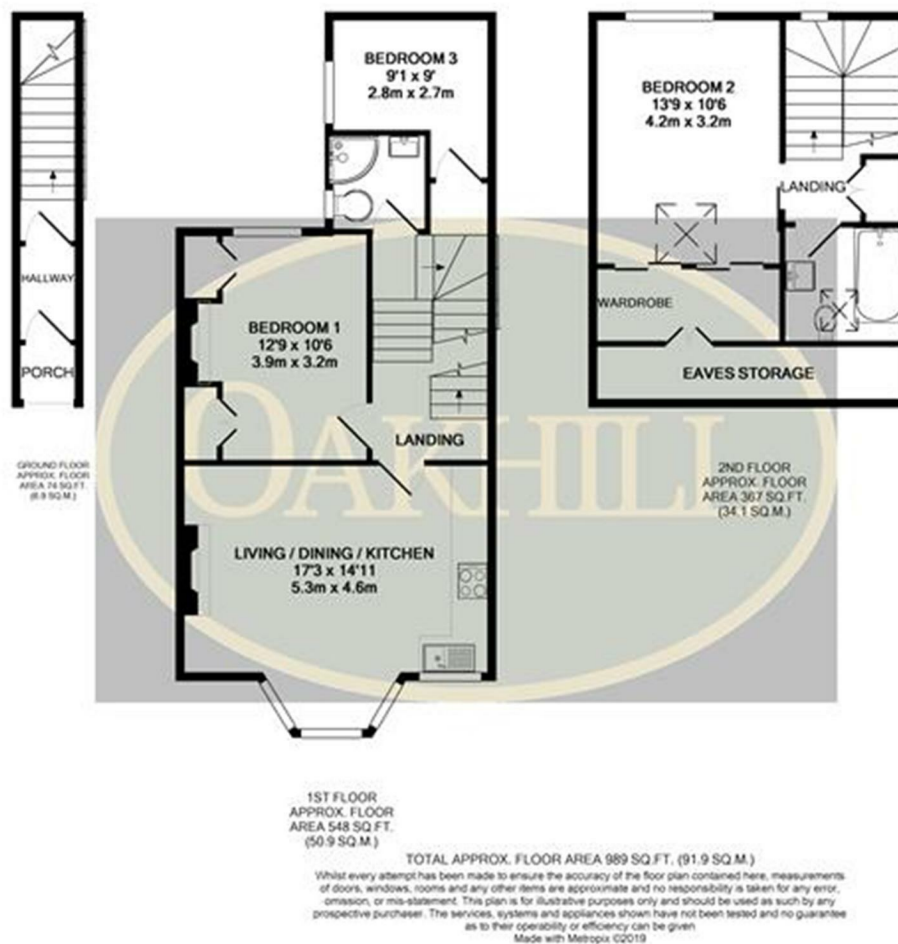 BEDROOM 3
9'1 x 9'
2.8m x 2.7m
BEDROOM 2
13'9 x 10'6
4.2m x 3.2m
LANDING
HALLWAY
WARDROBE
BEDROOM 1
12'9 x 10'6
3.9m x 3.2m
PORCH
EAVES STORAGE
LANDING
OAKHILL
GROUND FLOOR
APPROX. FLOOR
AREA 74 SQ.FT.
(6.9 SQ.M.)
2ND FLOOR
APPROX. FLOOR
AREA 367 SQ.FT.
(34.1 SQ.M.)
LIVING / DINING / KITCHEN
17'3 x 14'11
5.3m x 4.6m
1ST FLOOR
APPROX. FLOOR
AREA 548 SQ.FT.
(50.9 SQ.M.)
TOTAL APPROX. FLOOR AREA 989 SQ.FT. (91.9 SQ.M.)
Whilst every attempt has been made to ensure the accuracy of the floor plan contained here, measurements
of doors, windows, rooms and any other items are approximate and no responsibility is taken for any error,
omission, or mis-statement. This plan is for illustrative purposes only and should be used as such by any
prospective purchaser. The services, systems and appliances shown have not been tested and no guarantee
as to their operability or efficiency can be given
Made with Metropix ©2019